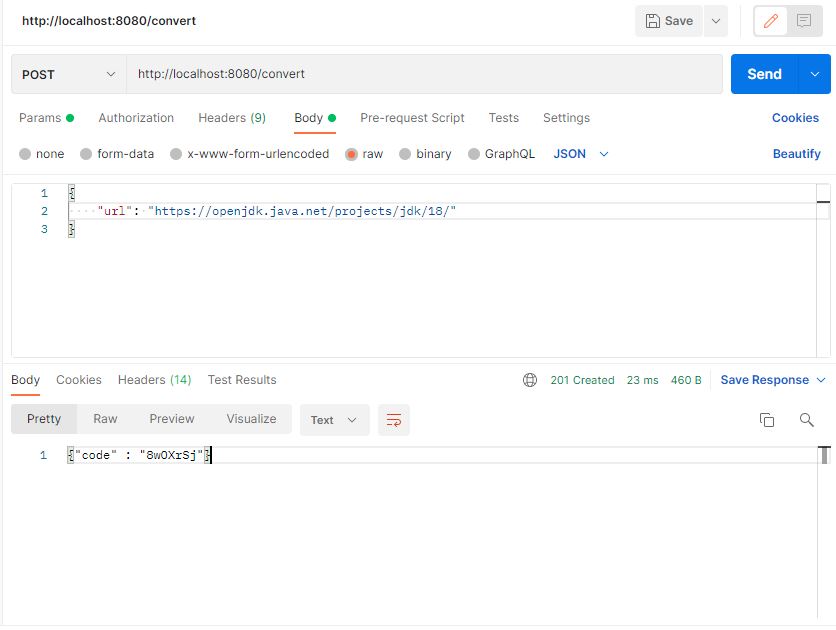 http://localhost:8080/convert
Save
POST
http://localhost:8080/convert
Send
Params
Authorization
Headers (9)
Body
Pre-request Script
Tests
Settings
Cookies
none
form-data
x-www-form-urlencoded
raw
binary
GraphQL
JSON
Beautify
1 {
2 ····"url":·"https://openjdk.java.net/projects/jdk/18/"
3 }
Body
Cookies
Headers (14)
Test Results
201 Created
23 ms
460 B
Save Response
Pretty
Raw
Preview
Visualize
Text
1 {"code" : "8wOXrSj"}